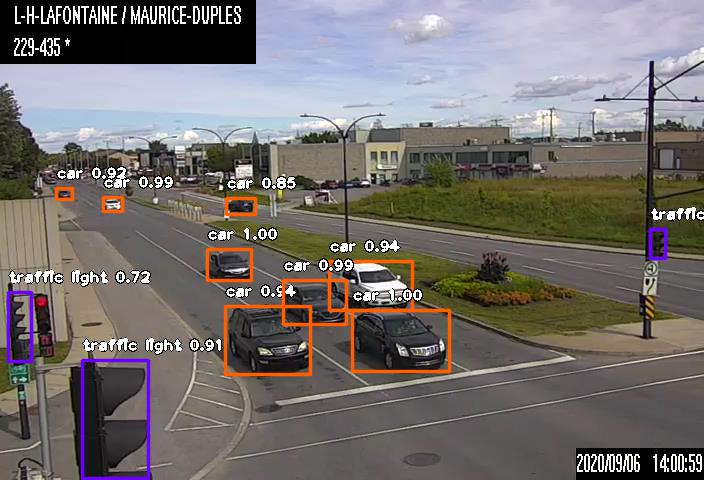 L-H-LAFONTAINE / MAURICE-DUPLES
229-435 *
car 0.92
car 0.99
car 0.85
traffic
car 1.00
car 0.94
car 0.99
traffic light 0.72
car 0.94
car 1.00
traffic light 0.91
2020/09/06 14:00:59